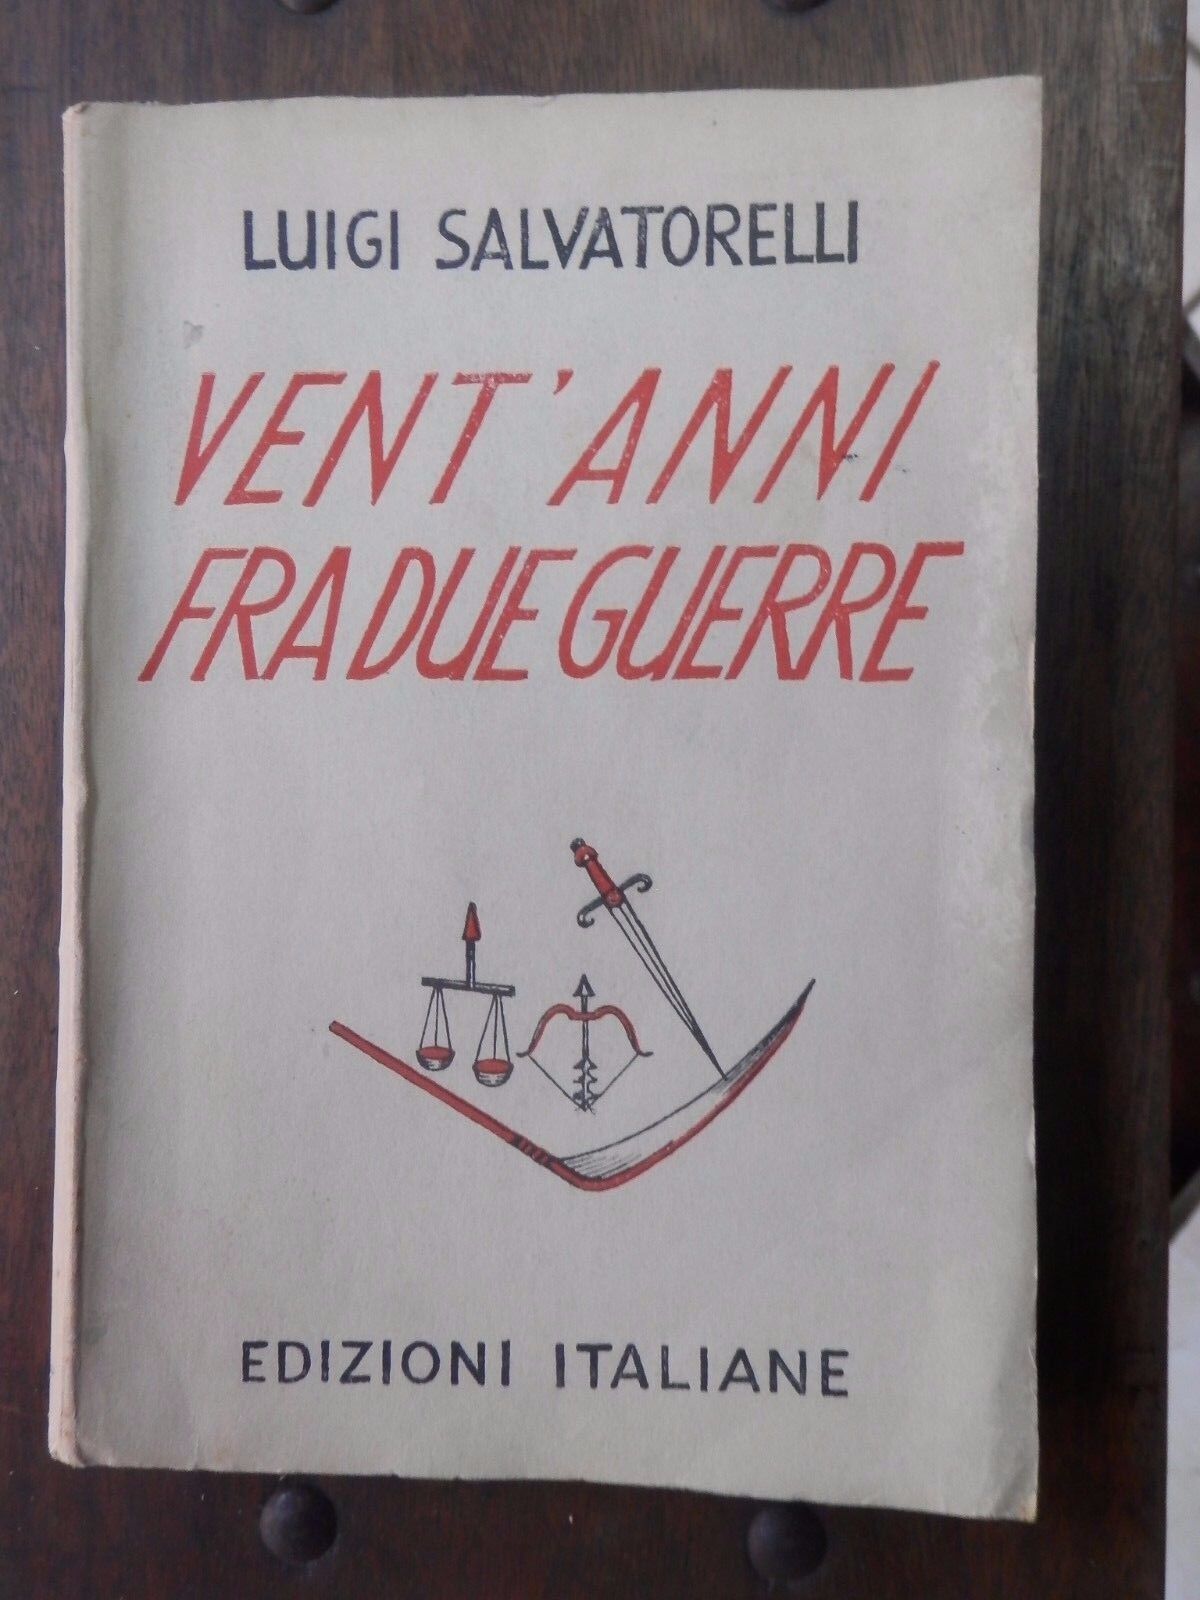 LUIGI SALVATORELLI
VENT'ANNI
FRA DUE GUERRE
EDIZIONI ITALIANE